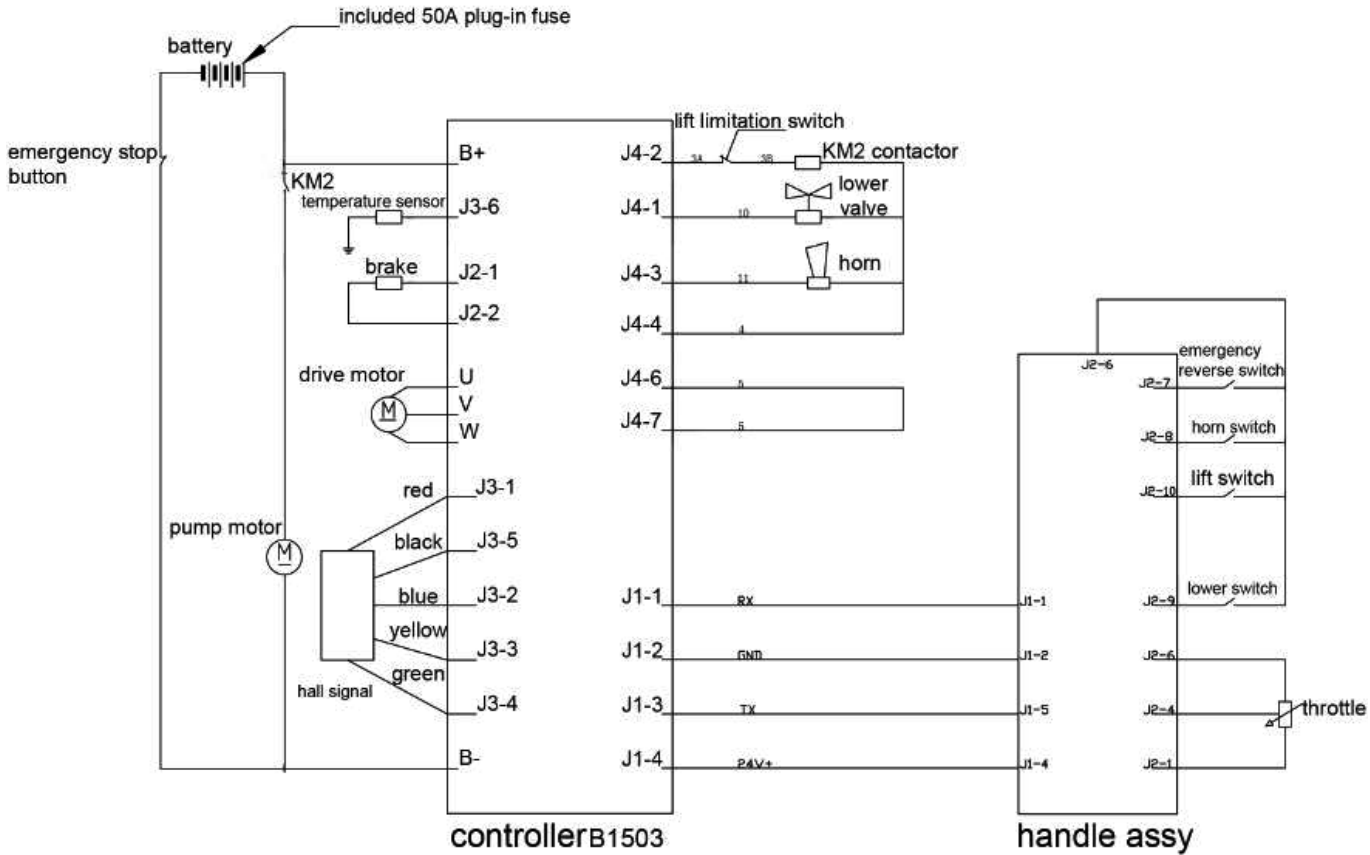 included 50A plug-in fuse
battery
emergency stop
button
KM2
temperature sensor
brake
drive motor
red
black
blue
yellow
green
hall signal
pump motor
B+
J3-6
J2-1
J2-2
U
V
W
M
J3-1
J3-5
J3-2
J3-3
J3-4
B-
M
lift limitation switch
J4-2
3A
3B
KM2 contactor
J4-1
10
lower
valve
J4-3
11
horn
J4-4
4
J4-6
5
J4-7
5
J1-1
RX
J1-1
J1-2
GND
J1-2
J1-3
TX
J1-5
J1-4
24V+
J1-4
J2-6
emergency
reverse switch
J2-7
horn switch
J2-8
lift switch
J2-10
lower switch
J2-9
J2-6
J2-4
throttle
J2-1
controllerB1503
handle assy